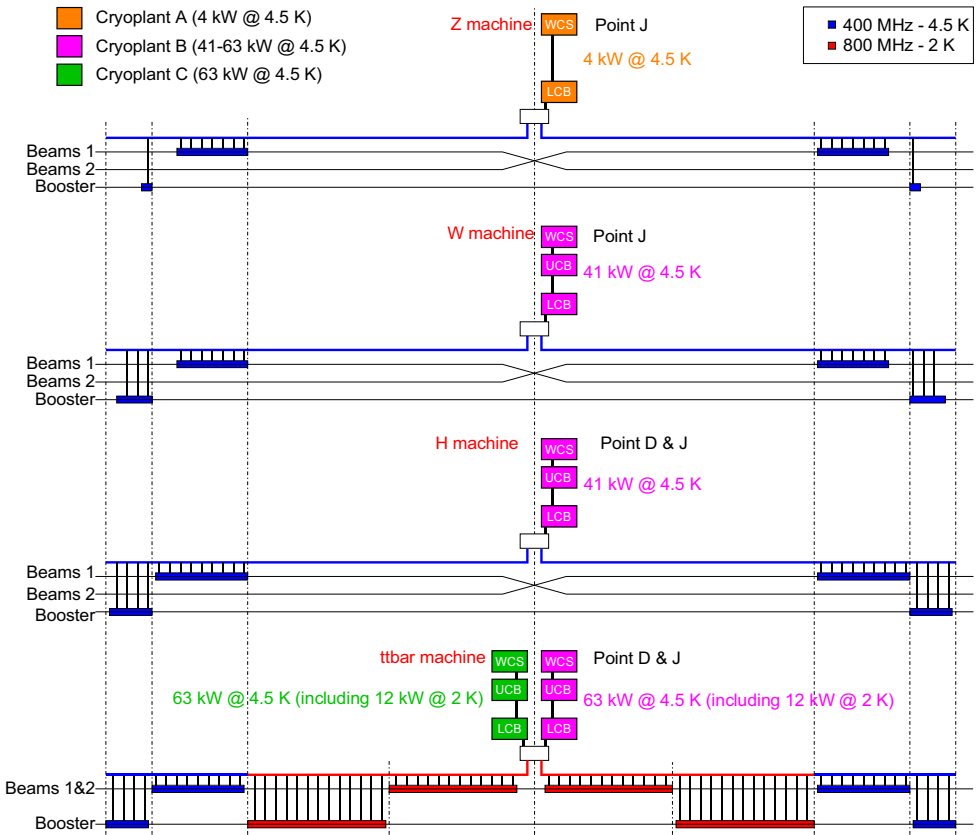 Cryoplant A (4 kW @ 4.5 K)
Cryoplant B (41-63 kW @ 4.5 K)
Cryoplant C (63 kW @ 4.5 K)
400 MHz - 4.5 K
800 MHz - 2 K
Z machine
WCS
Point J
4 kW @ 4.5 K
LCB
Beams 1
Beams 2
Booster
W machine
WCS
Point J
UCB
41 kW @ 4.5 K
LCB
Beams 1
Beams 2
Booster
H machine
WCS
Point D & J
UCB
41 kW @ 4.5 K
LCB
Beams 1
Beams 2
Booster
ttbar machine
WCS
WCS
Point D & J
UCB
UCB
63 kW @ 4.5 K (including 12 kW @ 2 K)
63 kW @ 4.5 K (including 12 kW @ 2 K)
LCB
LCB
Beams 1&2
Booster